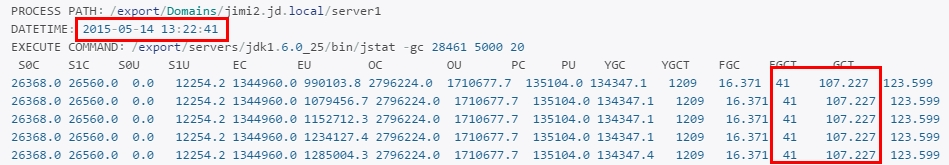 PROCESS PATH: /export/Domains/jimi2.jd.local/server1
DATETIME: 2015-05-14 13:22:41
EXECUTE COMMAND: /export/servers/jdk1.6.0_25/bin/jstat -gc 28461 5000 20
S0C S1C S0U S1U EC EU OC OU PC PU YGC YGCT FGC FGCT GCT
26368.0 26560.0 0.0 12254.2 1344960.0 990103.8 2796224.0 1710677.7 135104.0 134347.1 1209 16.371 41 107.227 123.599
26368.0 26560.0 0.0 12254.2 1344960.0 1079456.7 2796224.0 1710677.7 135104.0 134347.1 1209 16.371 41 107.227 123.599
26368.0 26560.0 0.0 12254.2 1344960.0 1152712.3 2796224.0 1710677.7 135104.0 134347.1 1209 16.371 41 107.227 123.599
26368.0 26560.0 0.0 12254.2 1344960.0 1234127.4 2796224.0 1710677.7 135104.0 134347.1 1209 16.371 41 107.227 123.599
26368.0 26560.0 0.0 12254.2 1344960.0 1285004.3 2796224.0 1710677.7 135104.0 134347.4 1209 16.371 41 107.227 123.599